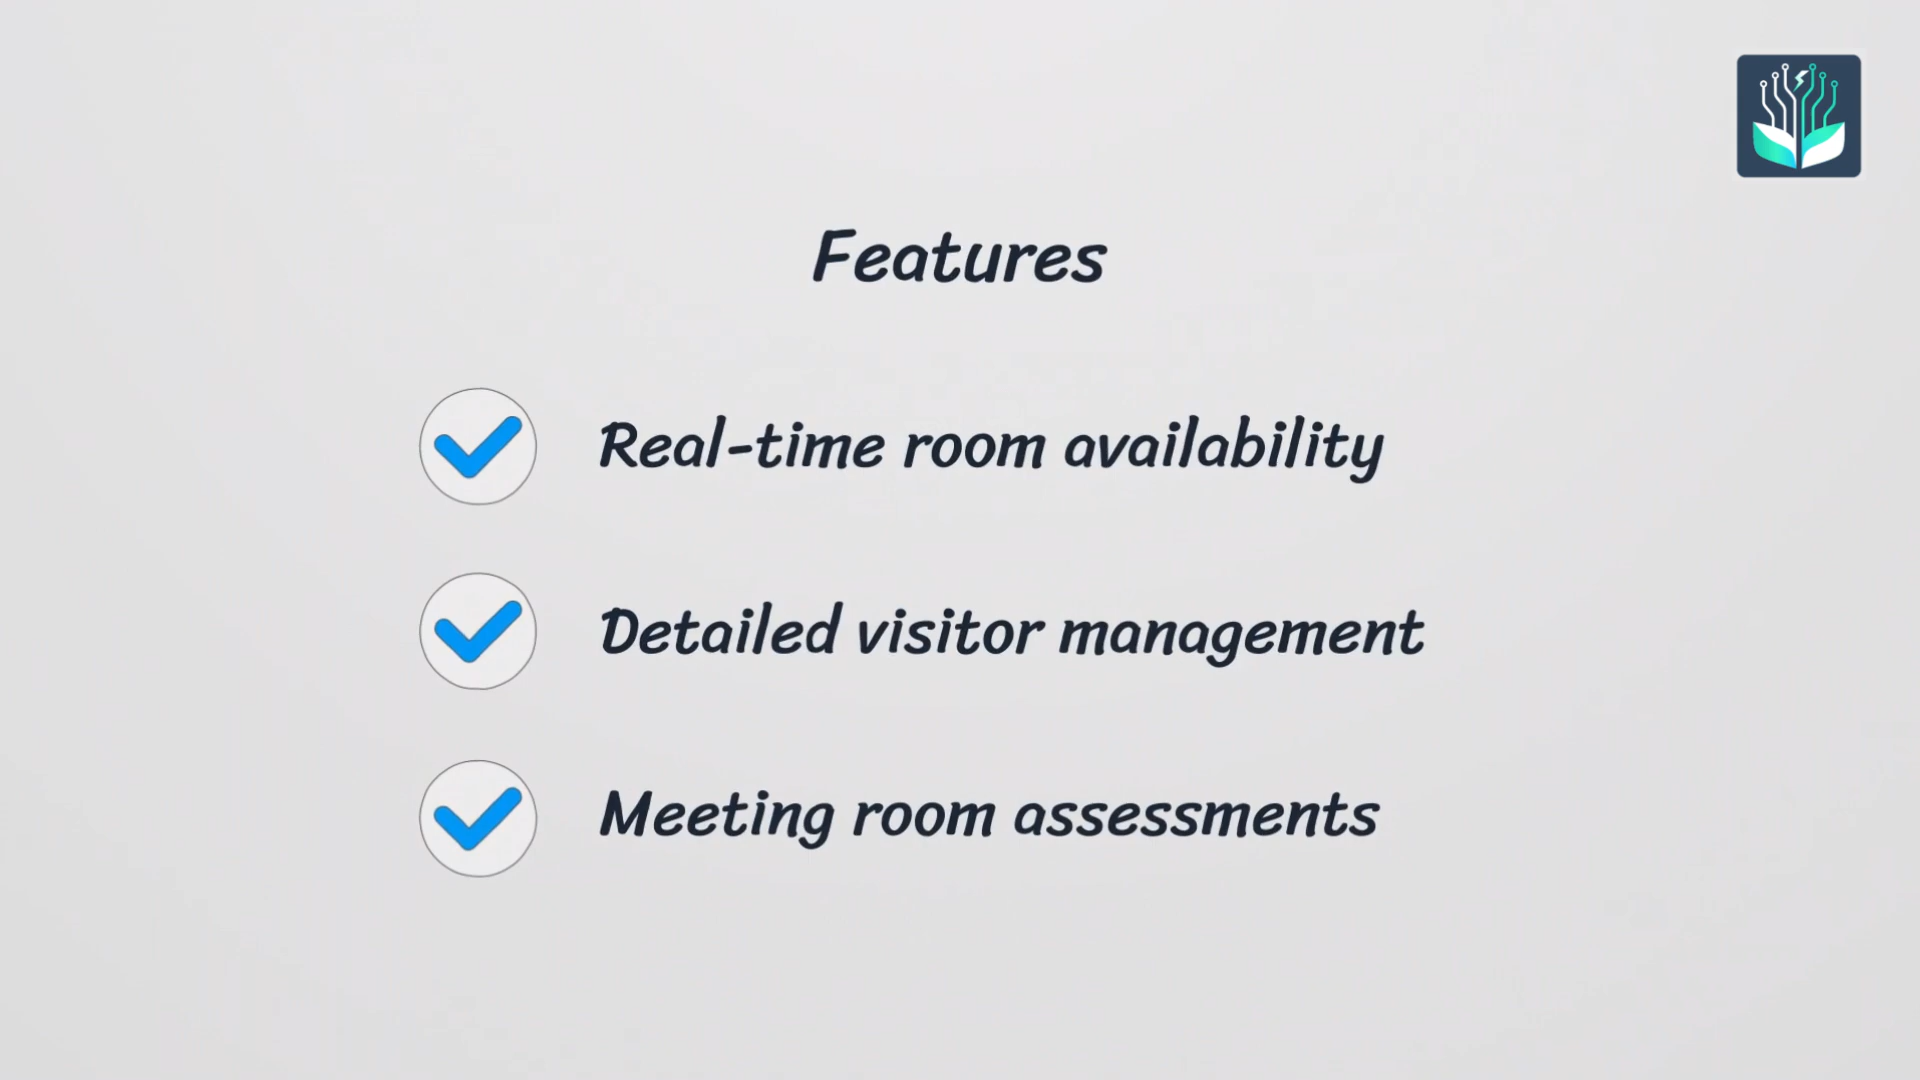 Features
Real-time room availability
Detailed visitor management
Meeting room assessments